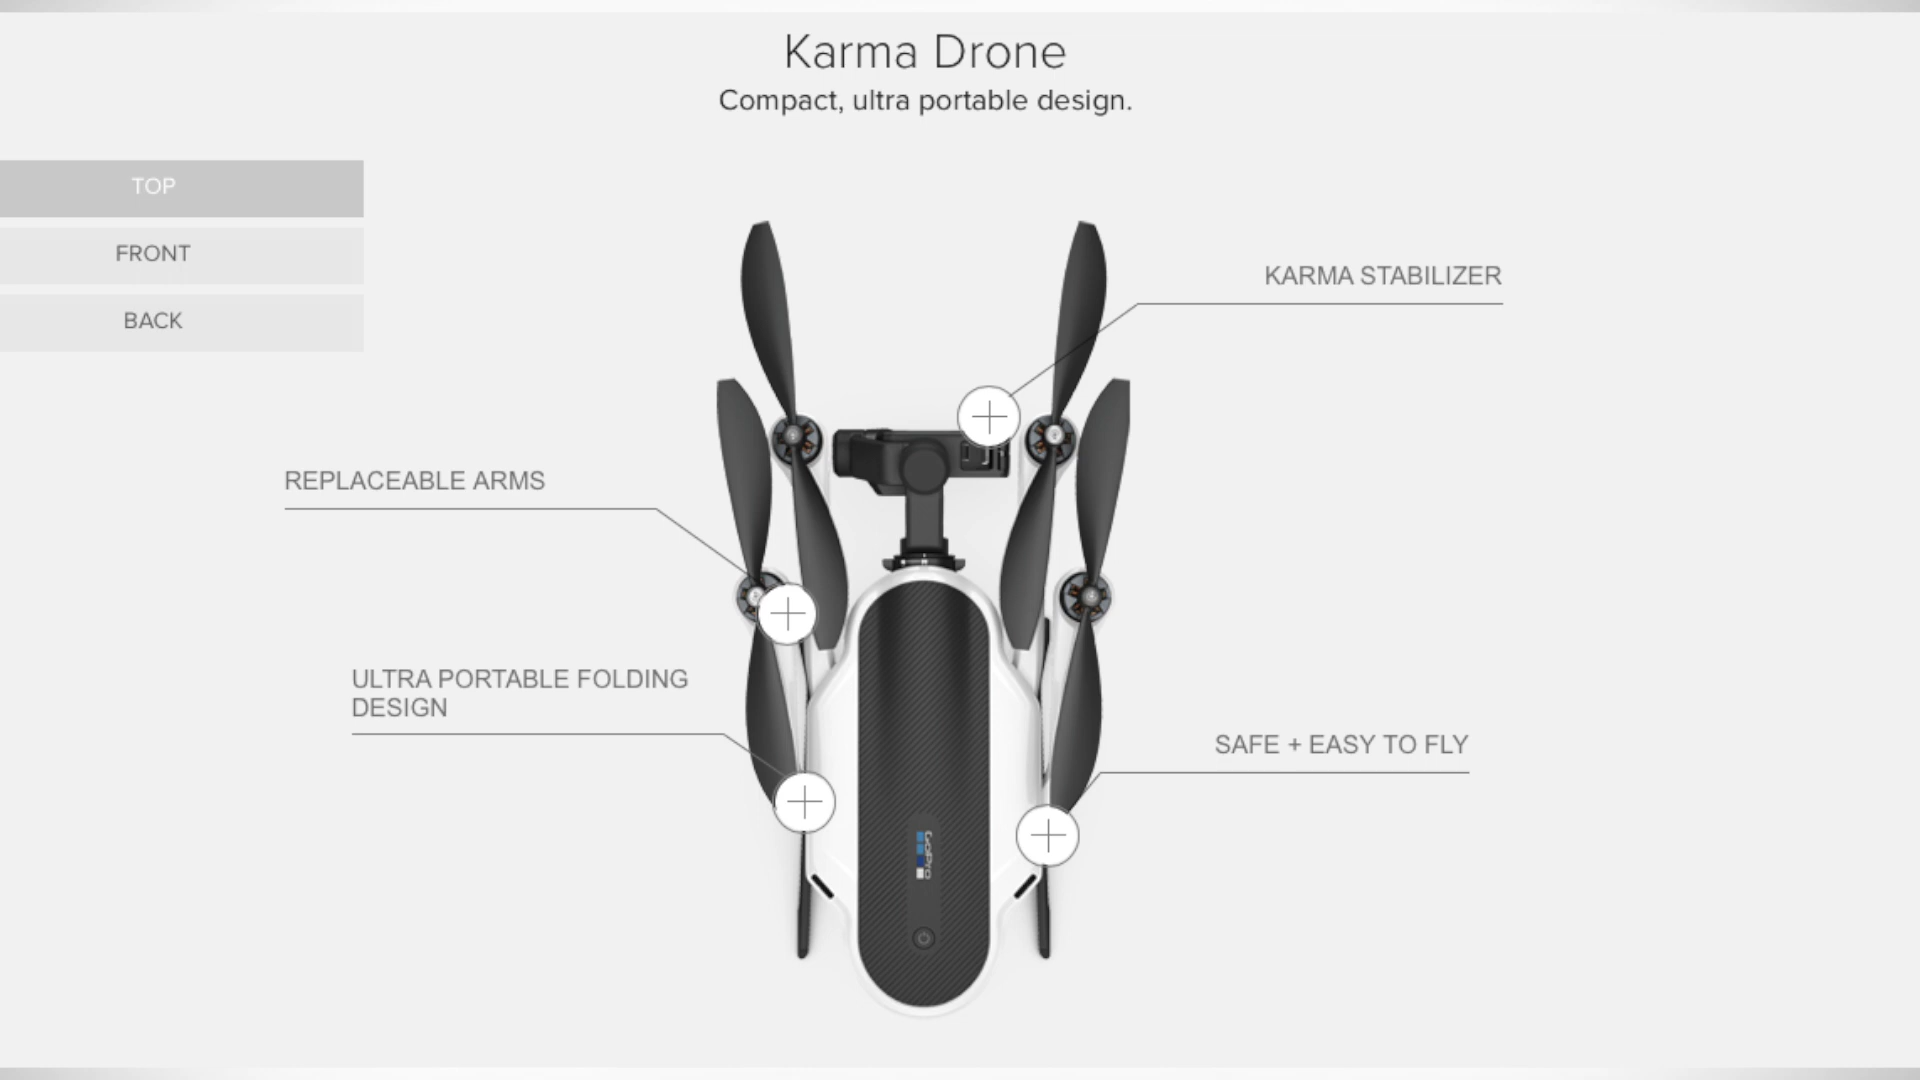 Karma Drone
Compact, ultra portable design.
TOP
FRONT
BACK
KARMA STABILIZER
REPLACEABLE ARMS
ULTRA PORTABLE FOLDING
DESIGN
SAFE + EASY TO FLY
GoPro